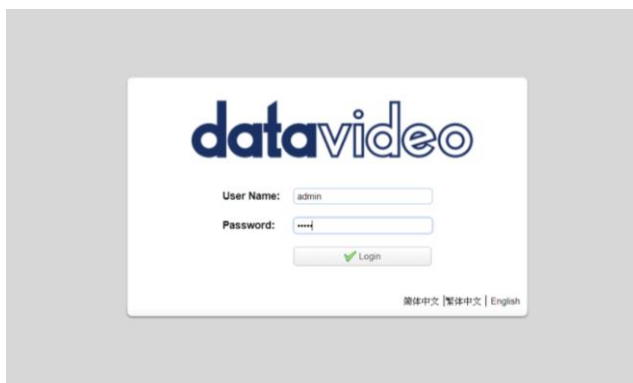 datavideo
User Name: admin
Password: •••••
Login
简体中文 | 繁体中文 | English